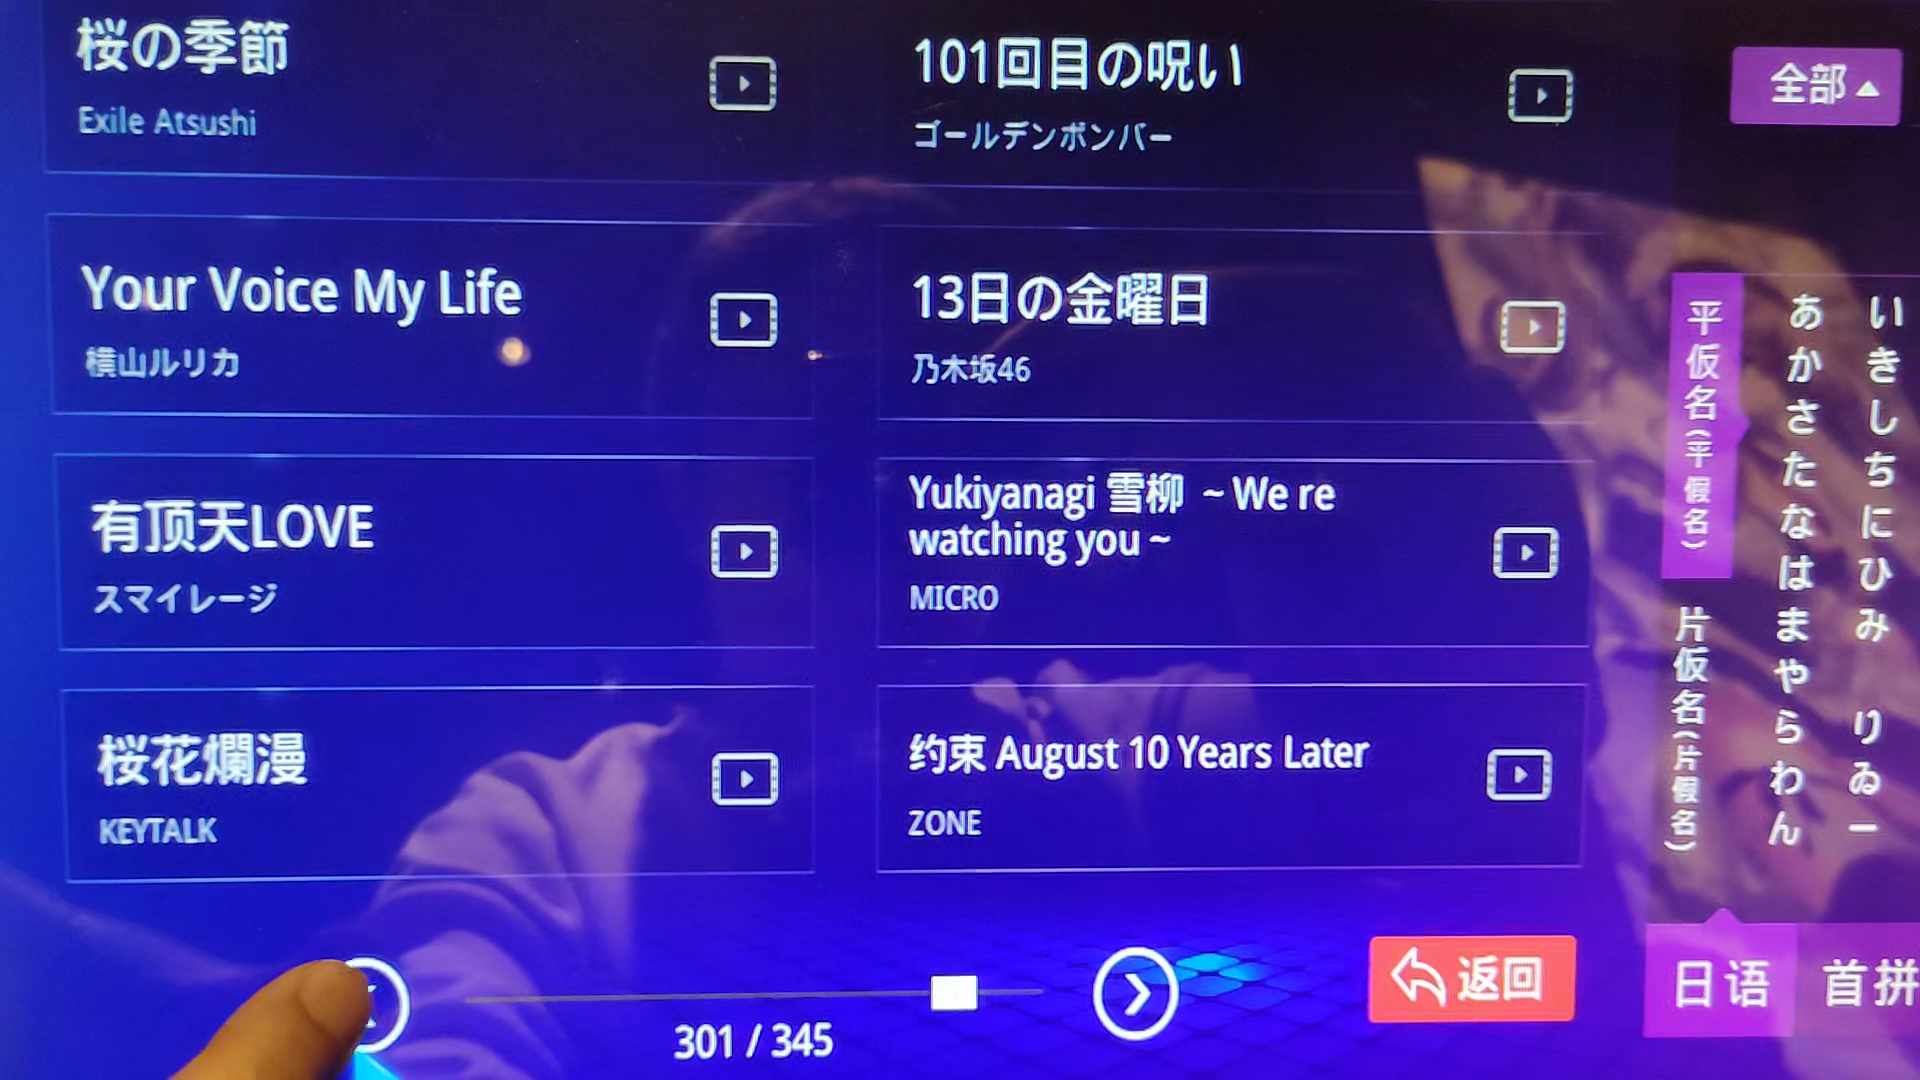 桜の季節
Exile Atsushi
101回目の呪い
ゴールデンボンバー
全部
Your Voice My Life
横山ルリカ
13日の金曜日
乃木坂46
有顶天LOVE
スマイレージ
Yukiyanagi 雪柳 ~ We re
watching you ~
MICRO
桜花爛漫
KEYTALK
约束 August 10 Years Later
ZONE
平仮名(平假名)
片仮名(片假名)
あかさたなはまやらわん
いきしちにひみ りゐー
301 / 345
返回
日语
首拼